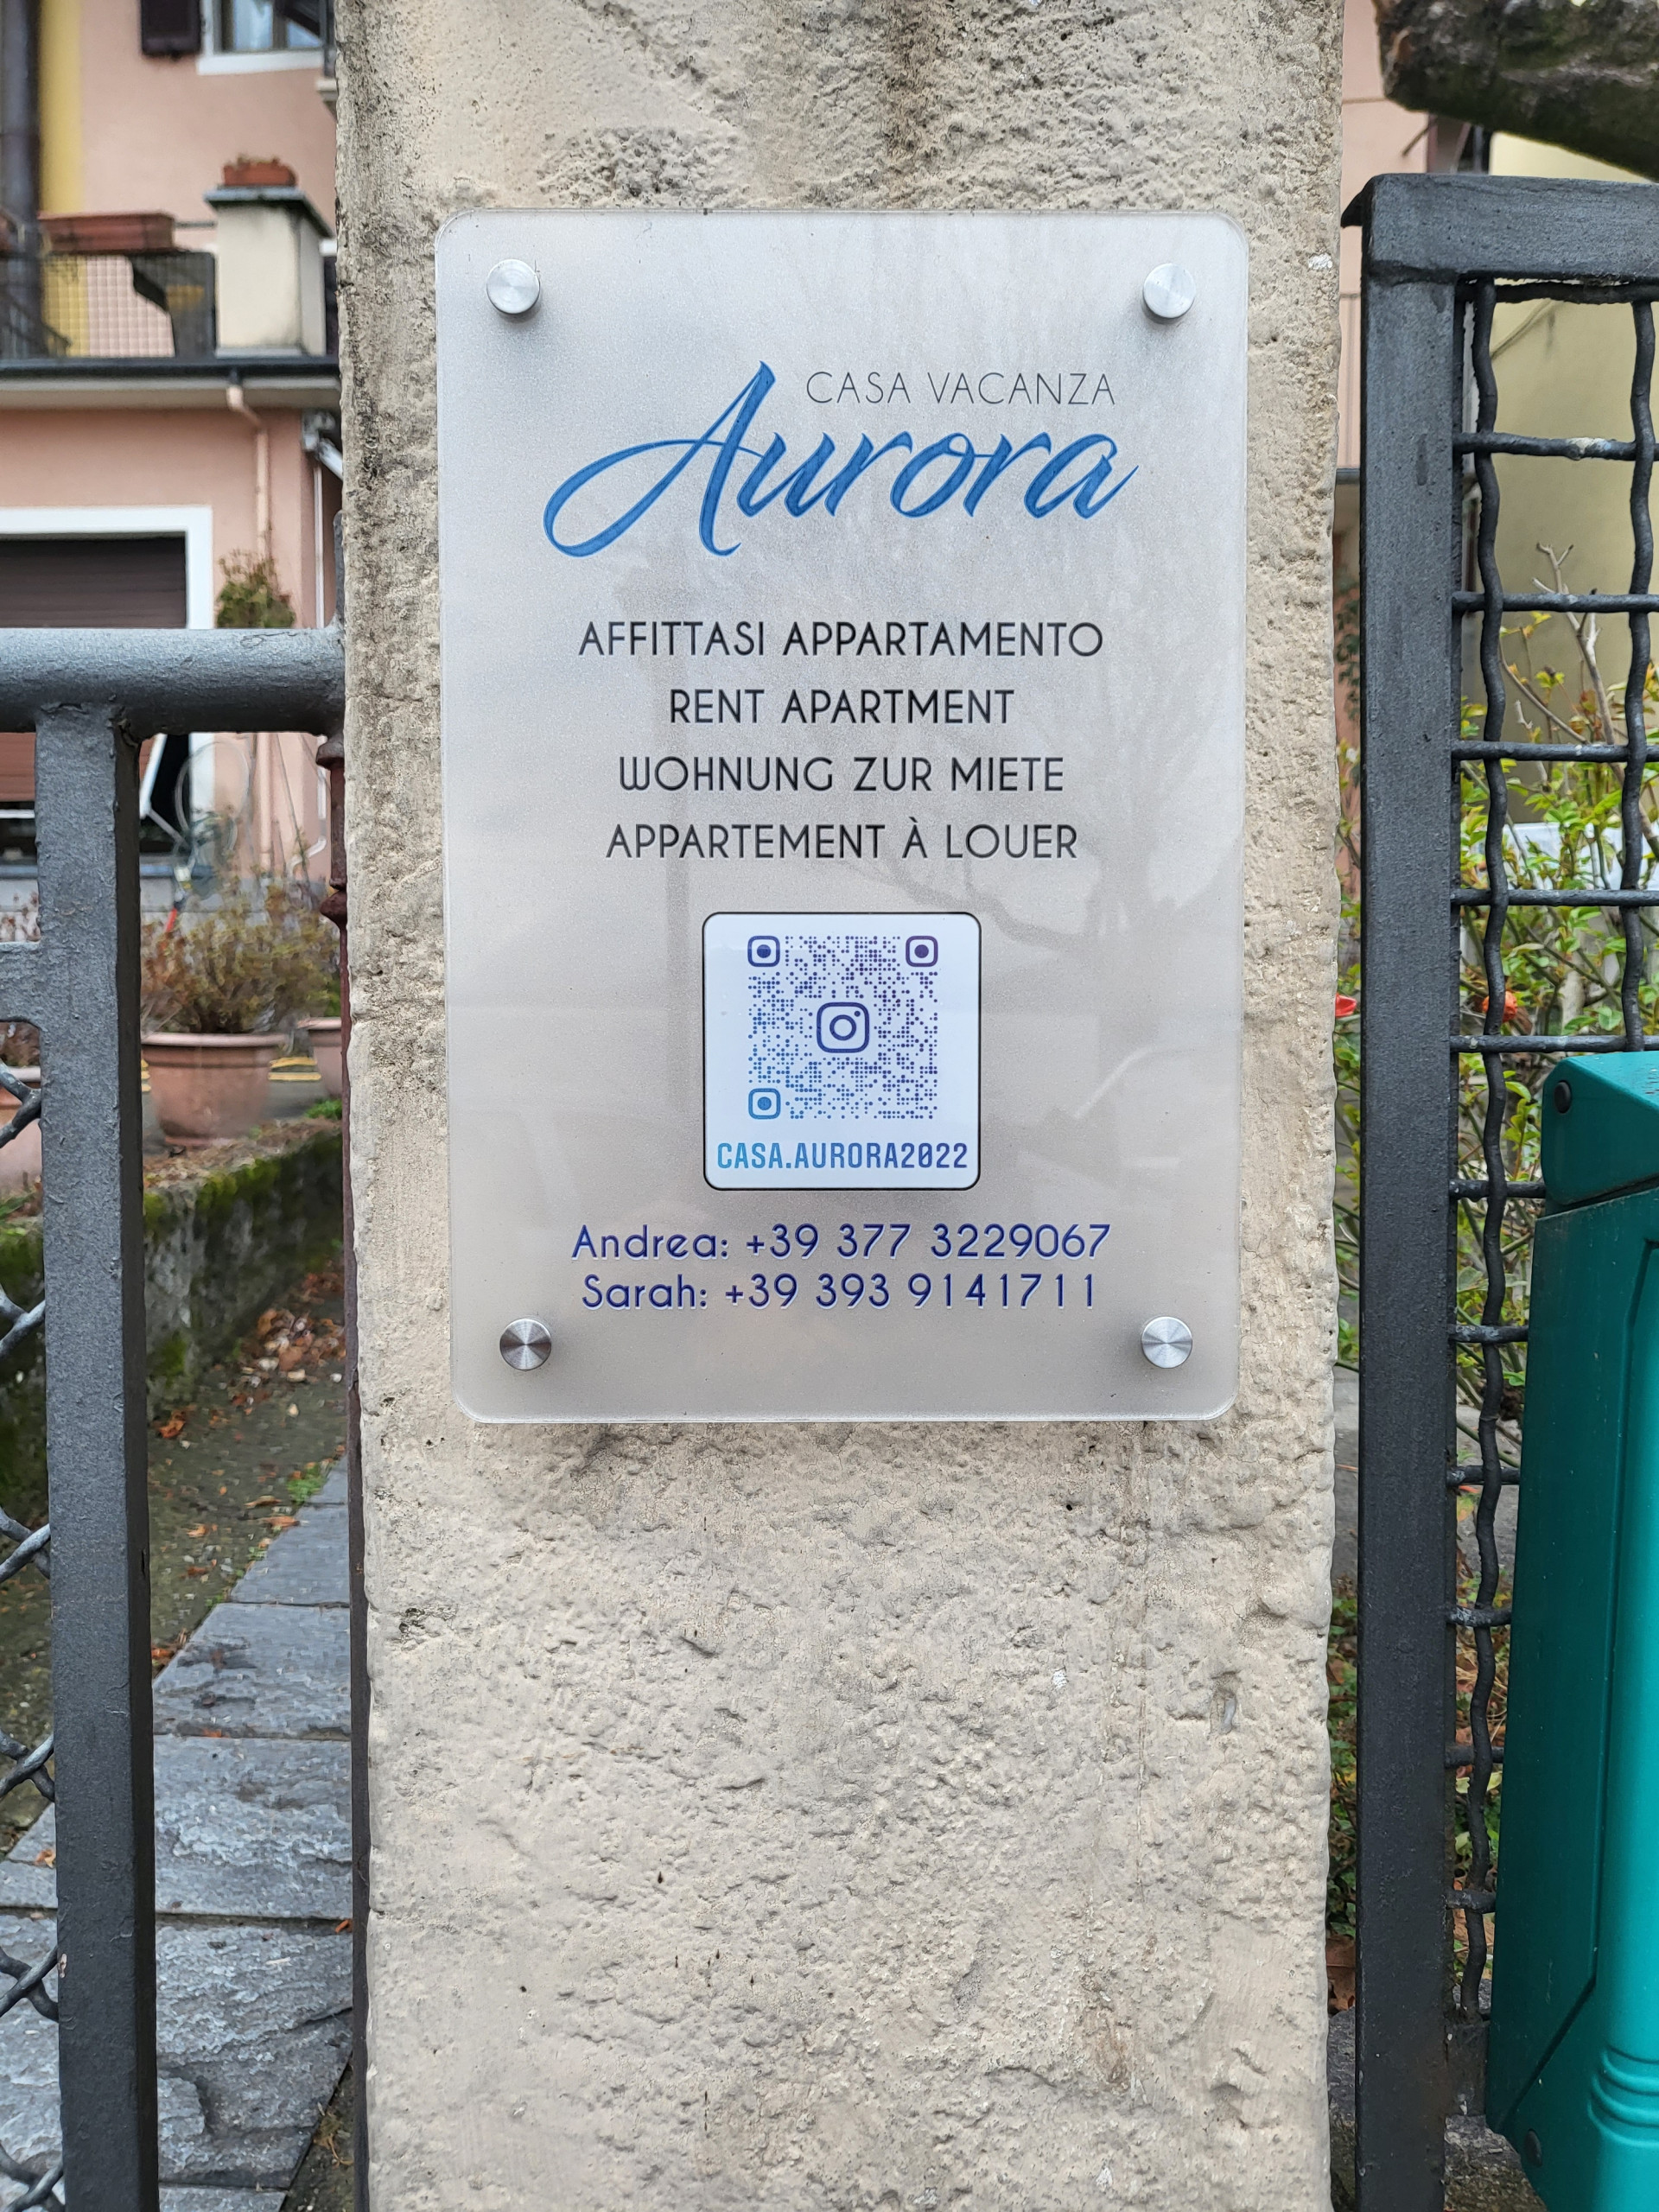 CASA VACANZA
Aurora
AFFITTASI APPARTAMENTO
RENT APARTMENT
WOHNUNG ZUR MIETE
APPARTEMENT À LOUER
CASA.AURORA2022
Andrea: +39 377 3229067
Sarah: +39 393 9141711